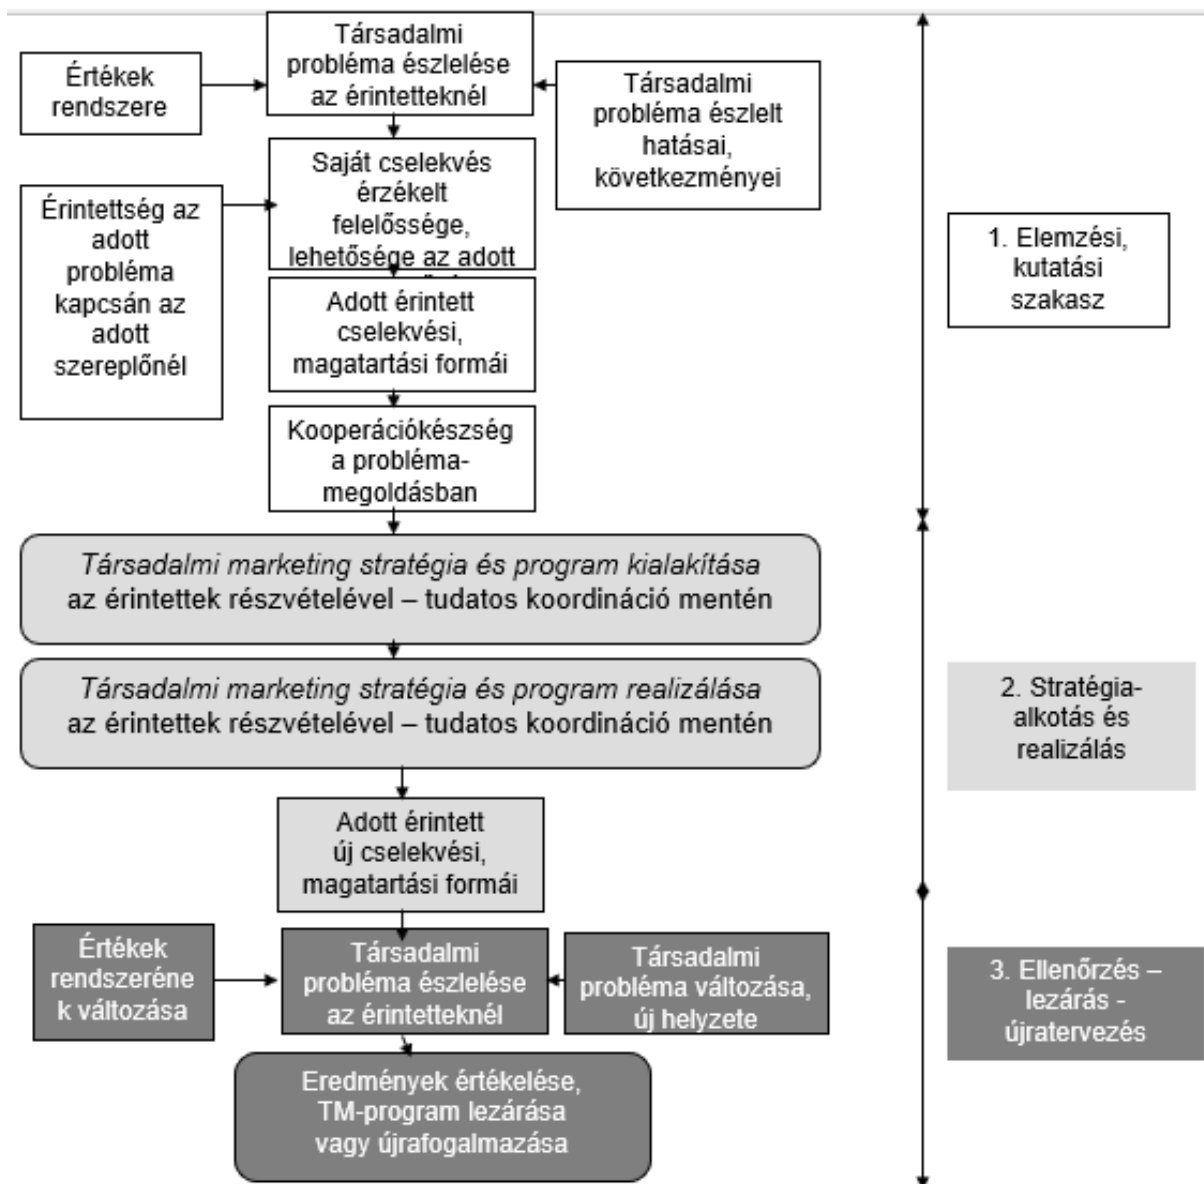 Társadalmi
probléma észlelése
az érintetteknél
Értékek
rendszere
Társadalmi
probléma észlelt
hatásai,
következményei
Saját cselekvés
érzékelt
felelőssége,
lehetősége az adott
Érintettség az
adott
probléma
kapcsán az
adott
szereplőnél
Adott érintett
cselekvési,
magatartási formái
Kooperációkészség
a probléma-
megoldásban
1. Elemzési,
kutatási
szakasz
Társadalmi marketing stratégia és program kialakítása
az érintettek részvételével – tudatos koordináció mentén
Társadalmi marketing stratégia és program realizálása
az érintettek részvételével – tudatos koordináció mentén
2. Stratégia-
alkotás és
realizálás
Adott érintett
új cselekvési,
magatartási formái
Értékek
rendszeréne
k változása
Társadalmi
probléma észlelése
az érintetteknél
Társadalmi
probléma változása,
új helyzete
3. Ellenőrzés –
lezárás -
újratervezés
Eredmények értékelése,
TM-program lezárása
vagy újrafogalmazása